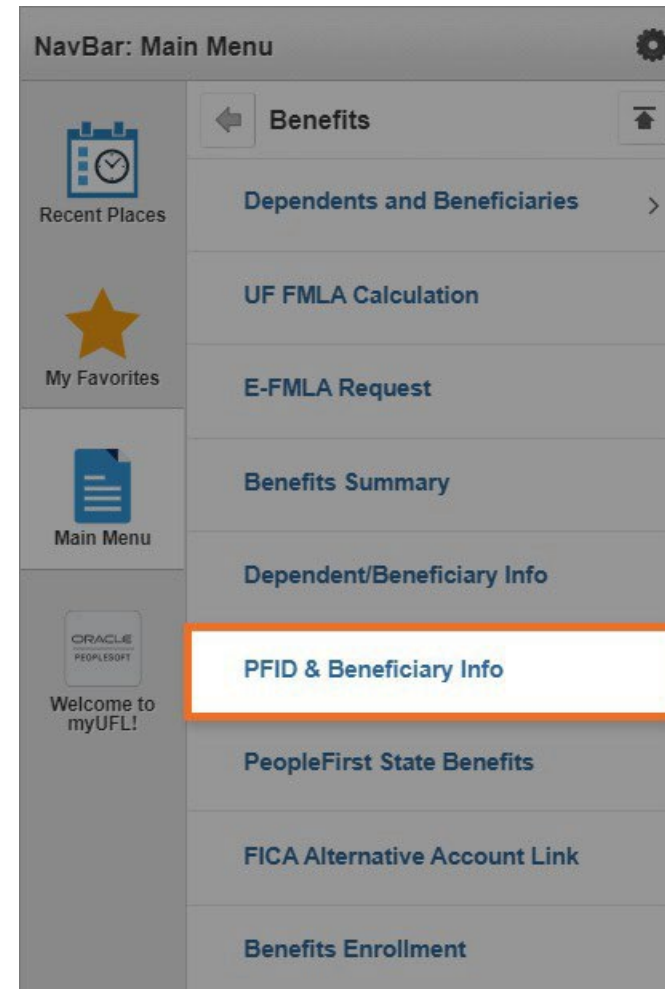 NavBar: Main Menu
Recent Places
My Favorites
Main Menu
ORACLE
PEOPLESOFT
Welcome to
myUFL!
Benefits
Dependents and Beneficiaries
UF FMLA Calculation
E-FMLA Request
Benefits Summary
Dependent/Beneficiary Info
PFID & Beneficiary Info
PeopleFirst State Benefits
FICA Alternative Account Link
Benefits Enrollment